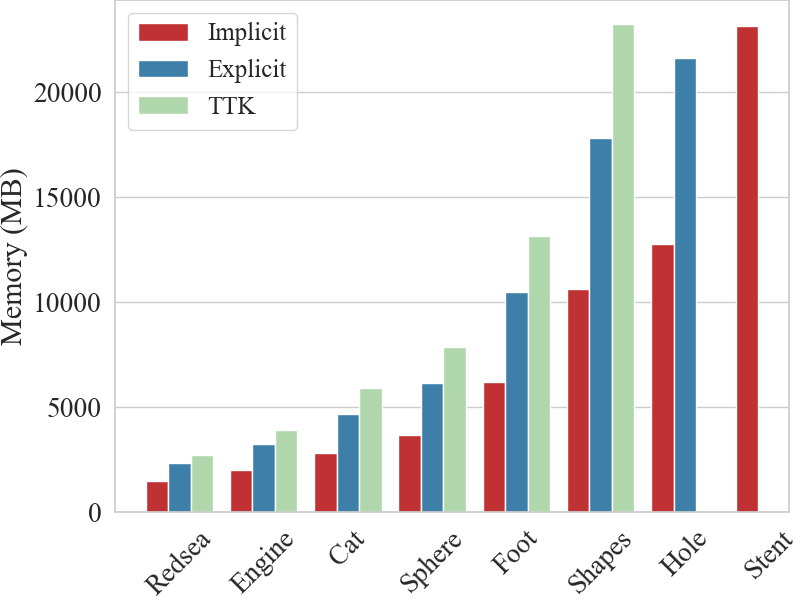 Implicit
Explicit
TTK
Memory (MB)
20000
15000
10000
5000
0
Redsea
Engine
Cat
Sphere
Foot
Shapes
Hole
Stent